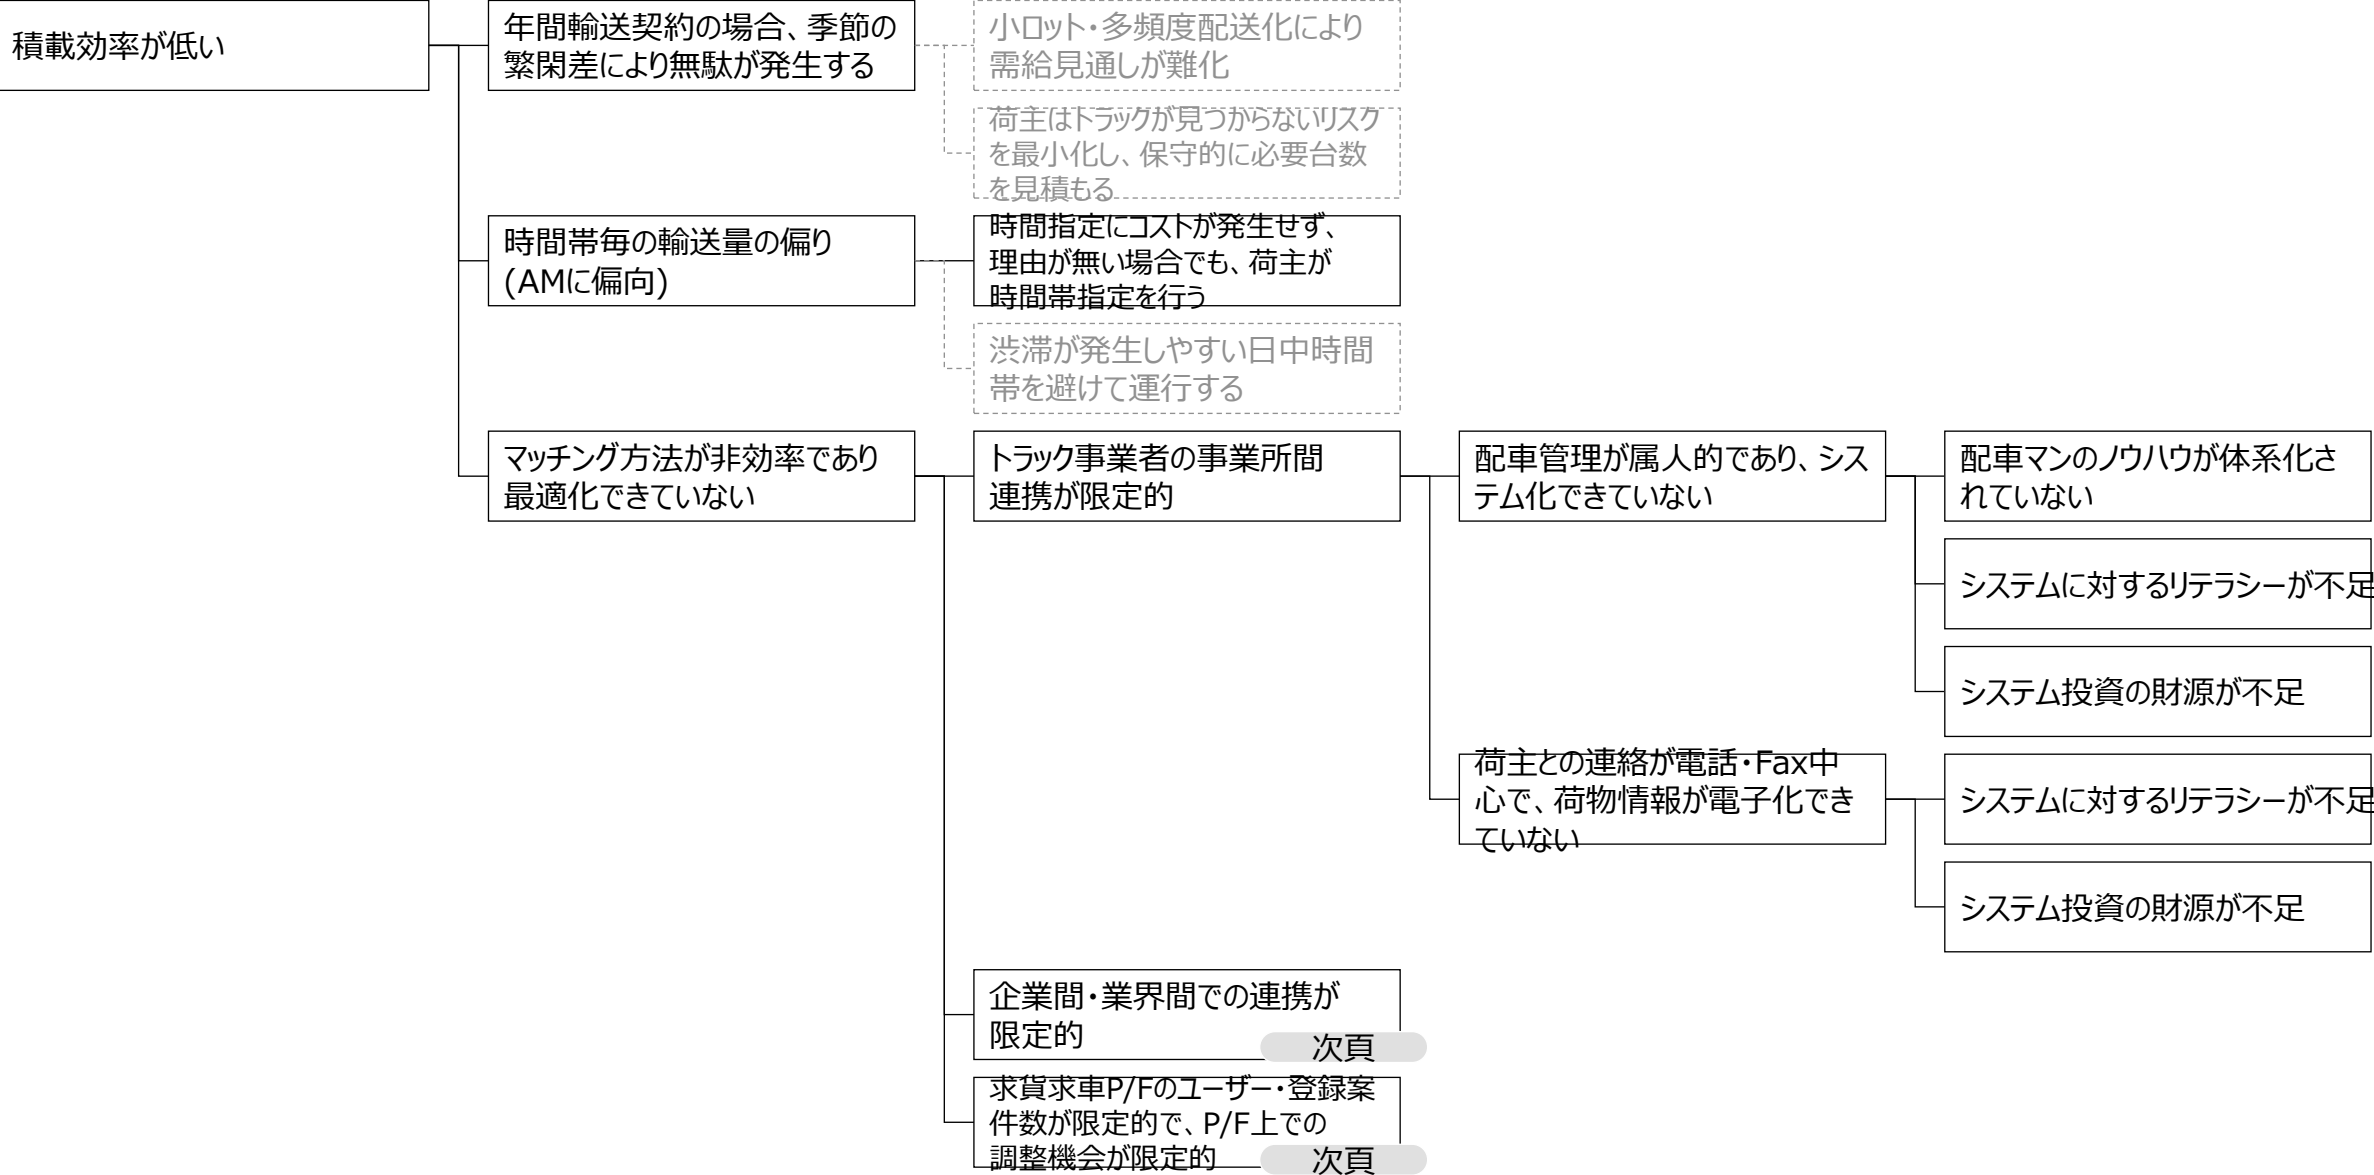 積載効率が低い
年間輸送契約の場合、季節の
繁閑差により無駄が発生する
小ロット・多頻度配送化により
需給見通しが難化
荷主はトラックが見つからないリスク
を最小化し、保守的に必要台数
を見積もる
時間帯毎の輸送量の偏り
(AMに偏向)
時間指定にコストが発生せず、
理由が無い場合でも、荷主が
時間帯指定を行う
渋滞が発生しやすい日中時間
帯を避けて運行する
マッチング方法が非効率であり
最適化できていない
トラック事業者の事業所間
連携が限定的
配車管理が属人的であり、シス
テム化できていない
配車マンのノウハウが体系化さ
れていない
システムに対するリテラシーが不足
システム投資の財源が不足
荷主との連絡が電話・Fax中
心で、荷物情報が電子化でき
ていない
システムに対するリテラシーが不足
システム投資の財源が不足
企業間・業界間での連携が
限定的
次頁
求貨求車P/Fのユーザー・登録案
件数が限定的で、P/F上での
調整機会が限定的
次頁